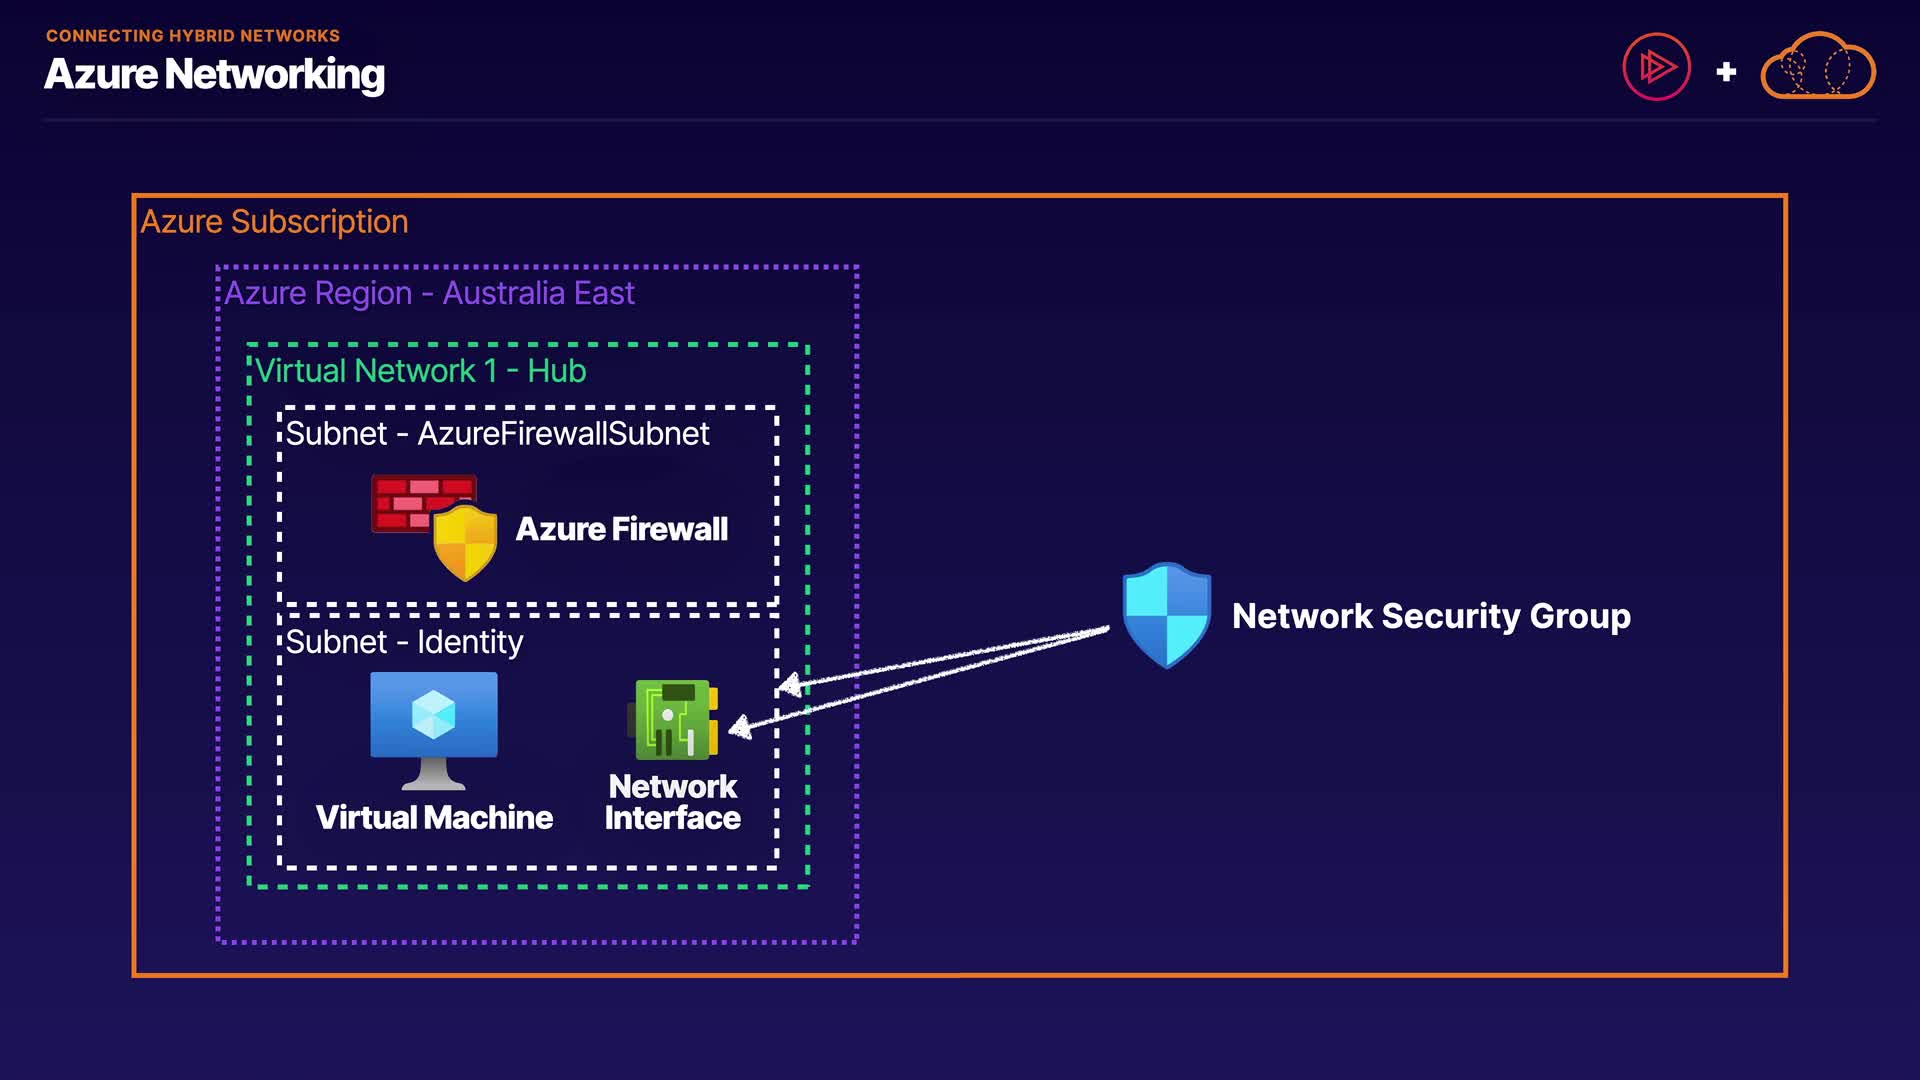 CONNECTING HYBRID NETWORKS
Azure Networking
+
Azure Subscription
Azure Region - Australia East
Virtual Network 1 - Hub
Subnet - AzureFirewallSubnet
Azure Firewall
Subnet - Identity
Virtual Machine
Network
Interface
Network Security Group